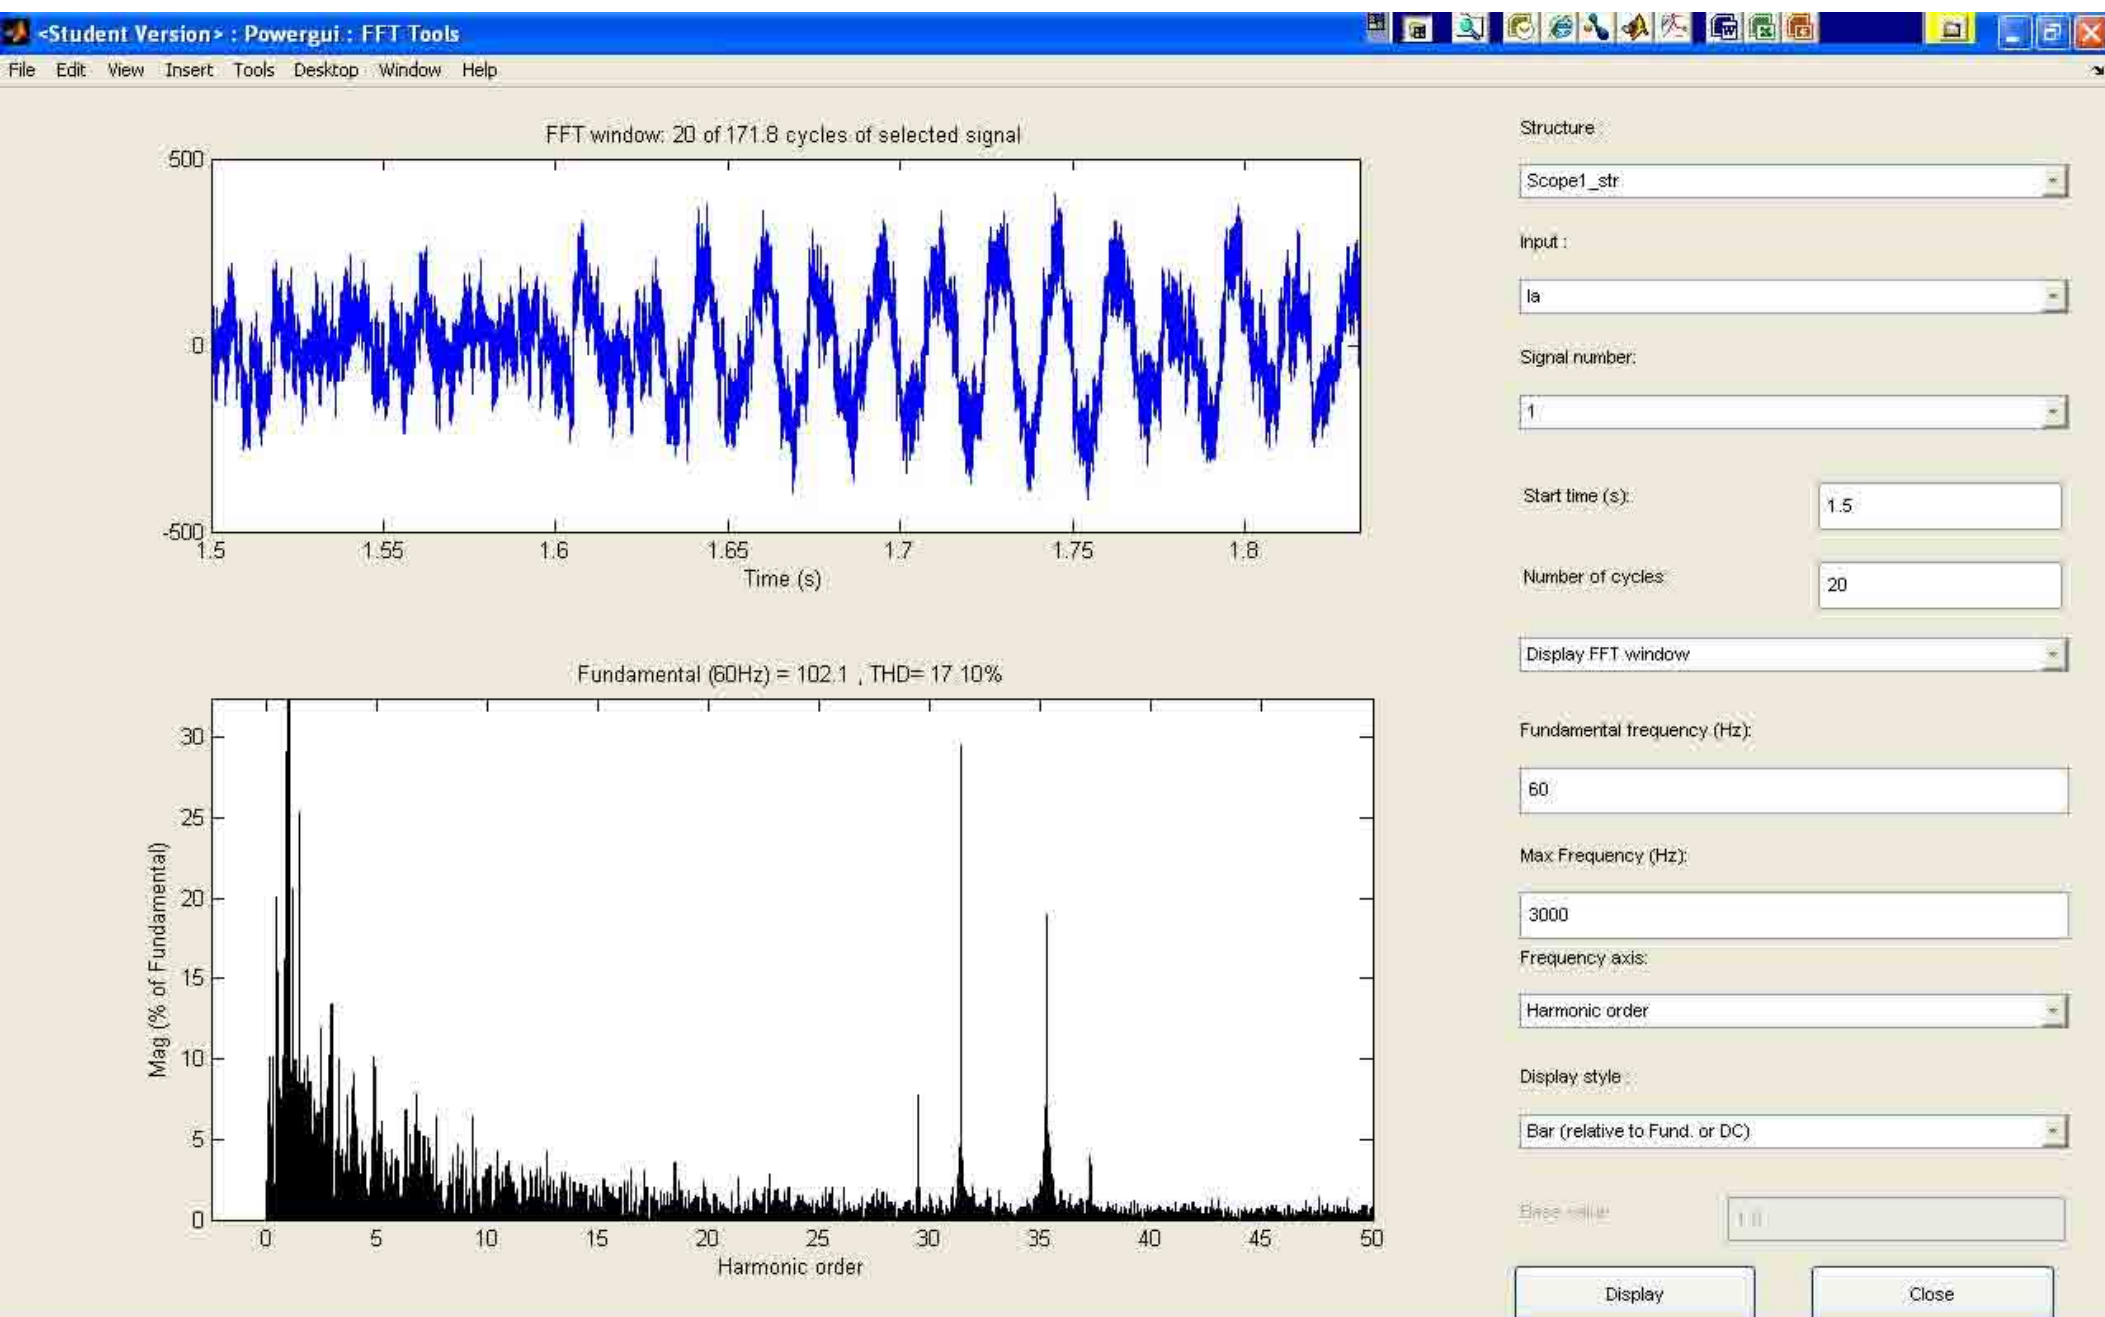 <Student Version> : Powergui : FFT Tools
File Edit View Insert Tools Desktop Window Help
FFT window: 20 of 171.8 cycles of selected signal
500
0
-500
1.5 1.55 1.6 1.65 1.7 1.75 1.8
Time (s)
Fundamental (60Hz) = 102.1 , THD= 17.10%
Mag (% of Fundamental)
30
25
20
15
10
5
0
0 5 10 15 20 25 30 35 40 45 50
Harmonic order
Structure :
Scope1_str
Input :
Ia
Signal number:
1
Start time (s):
1.5
Number of cycles:
20
Display FFT window
Fundamental frequency (Hz):
60
Max Frequency (Hz):
3000
Frequency axis:
Harmonic order
Display style :
Bar (relative to Fund. or DC)
Base value:
1.0
Display
Close